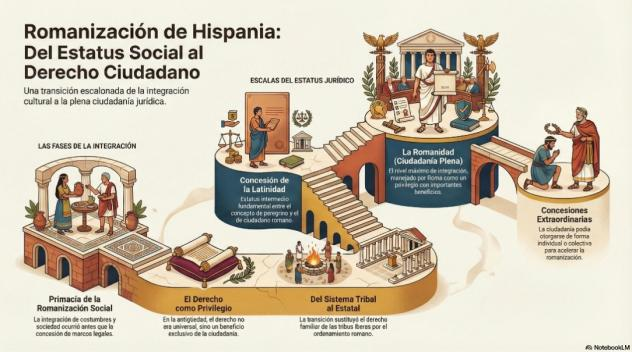 Romanización de Hispania:
Del Estatus Social al
Derecho Ciudadano
Una transición escalonada de la integración
cultural a la plena ciudadanía jurídica.
ESCALAS DEL ESTATUS JURÍDICO
LAS FASES DE LA INTEGRACIÓN
Concesión de
la Latinidad
Estatus intermedio
fundamental entre el
concepto de peregrino y el
de ciudadano romano.
La Romanidad
(Ciudadanía Plena)
El nivel máximo de integración,
manejado por Roma como un
privilegio con importantes
beneficios.
Concesiones
Extraordinarias
La ciudadanía podía
otorgarse de forma
individual o colectiva
para acelerar la
romanización.
Primacía de la
Romanización Social
La integración de costumbres y
sociedad ocurrió antes que la
concesión de marcos legales.
El Derecho
como Privilegio
En la antigüedad, el derecho no
era universal, sino un beneficio
exclusivo de la ciudadanía.
Del Sistema Tribal
al Estatal
La transición sustituyó el derecho
familiar de las tribus íberas por el
ordenamiento romano.
NotebookLM